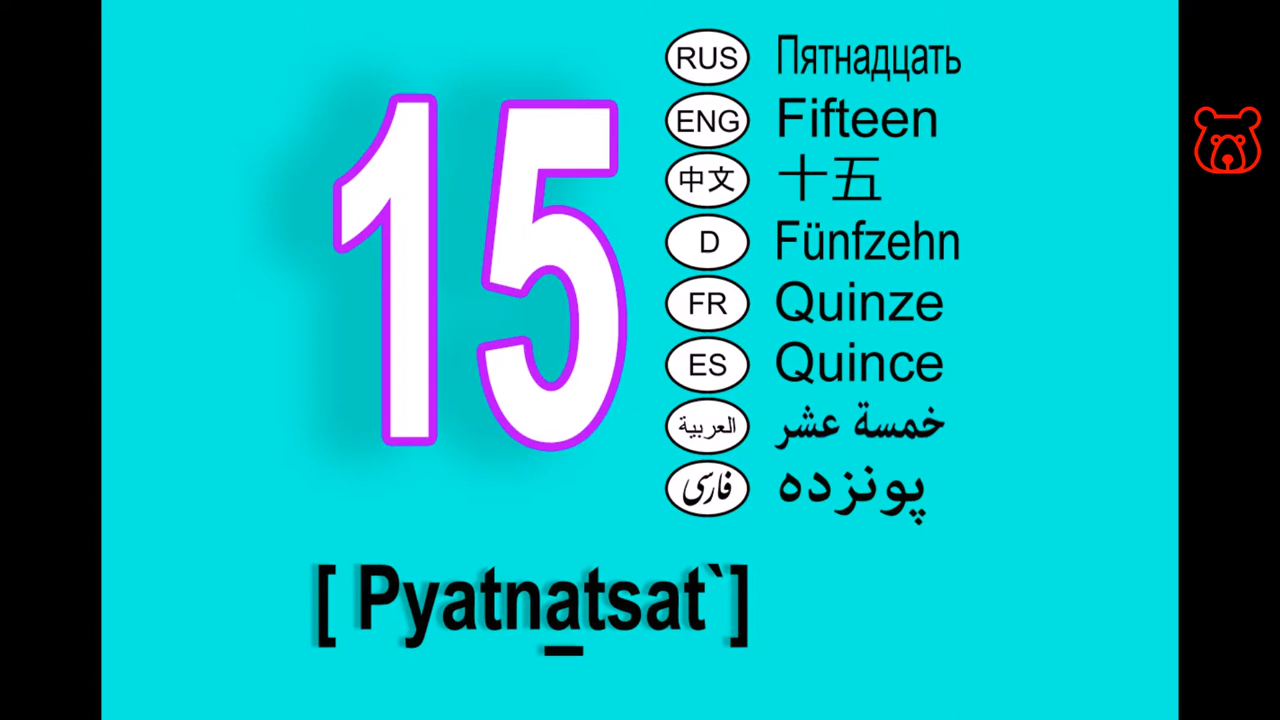 15
RUS Пятнадцать
ENG Fifteen
中文 十五
D Fünfzehn
FR Quinze
ES Quince
العربية خمسة عشر
فارسی پونزده
[ Pyatnatsat`]